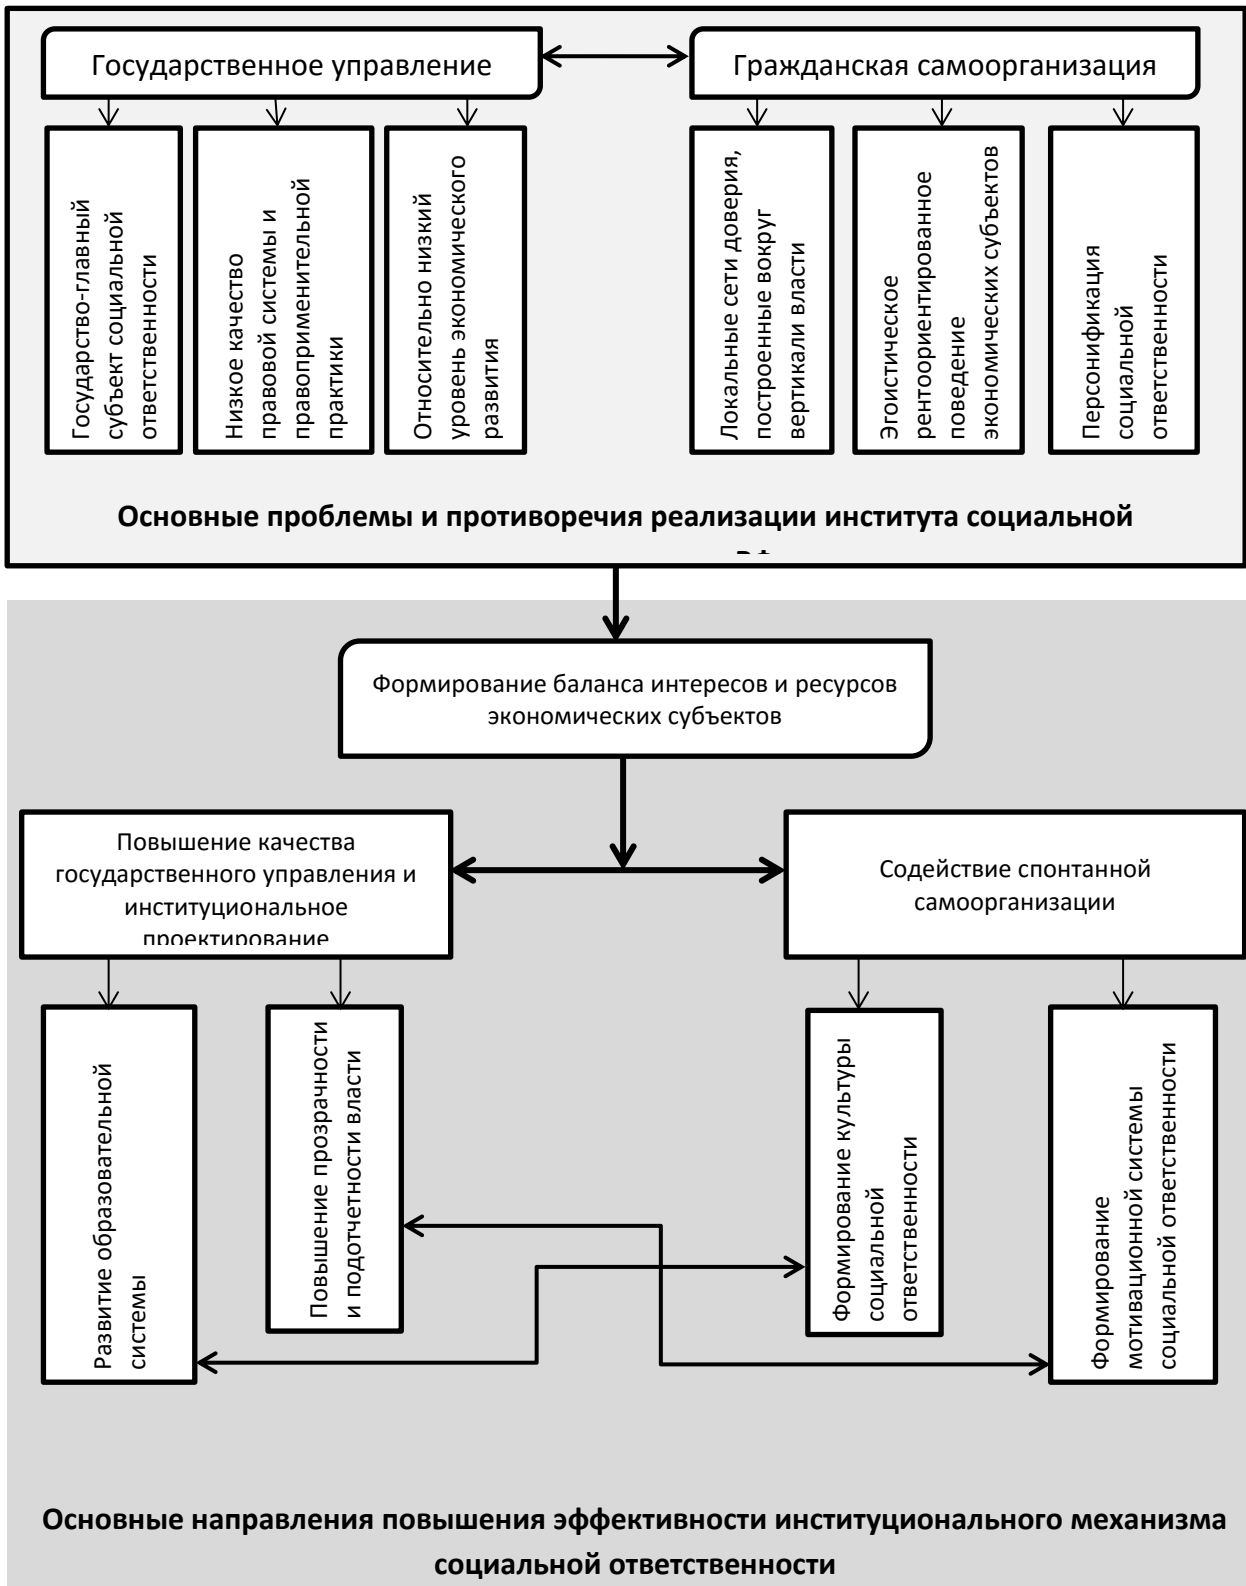 Государственное управление
Гражданская самоорганизация
Государство-главный
субъект социальной
ответственности
Низкое качество
правовой системы и
правоприменительной
практики
Относительно низкий
уровень экономического
развития
Локальные сети доверия,
построенные вокруг
вертикали власти
Эгоистическое
рентоориентированное
поведение
экономических субъектов
Персонификация
социальной
ответственности
Основные проблемы и противоречия реализации института социальной
Формирование баланса интересов и ресурсов
экономических субъектов
Повышение качества
государственного управления и
институциональное
проектирование
Содействие спонтанной
самоорганизации
Развитие образовательной
системы
Повышение прозрачности
и подотчетности власти
Формирование культуры
социальной
ответственности
Формирование
мотивационной системы
социальной ответственности
Основные направления повышения эффективности институционального механизма
социальной ответственности